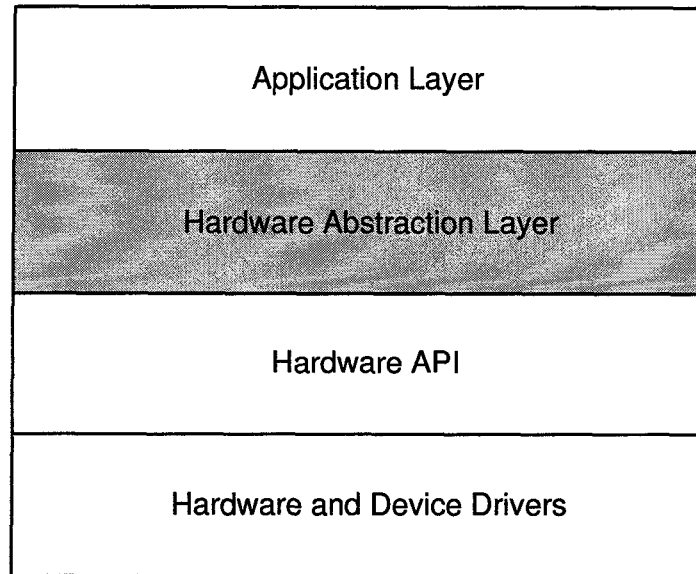 Application Layer
Hardware Abstraction Layer
Hardware API
Hardware and Device Drivers